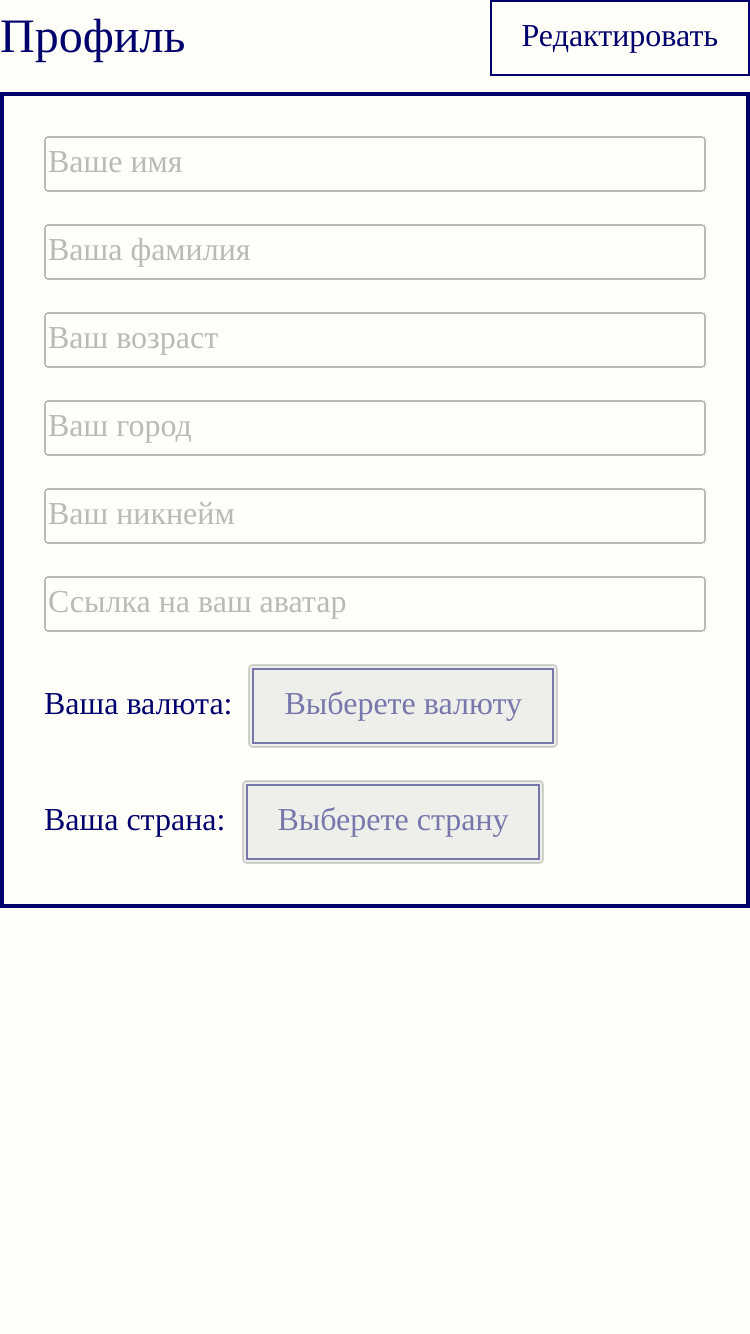 Профиль
Редактировать
Ваше имя
Ваша фамилия
Ваш возраст
Ваш город
Ваш никнейм
Ссылка на ваш аватар
Ваша валюта: Выберете валюту
Ваша страна: Выберете страну